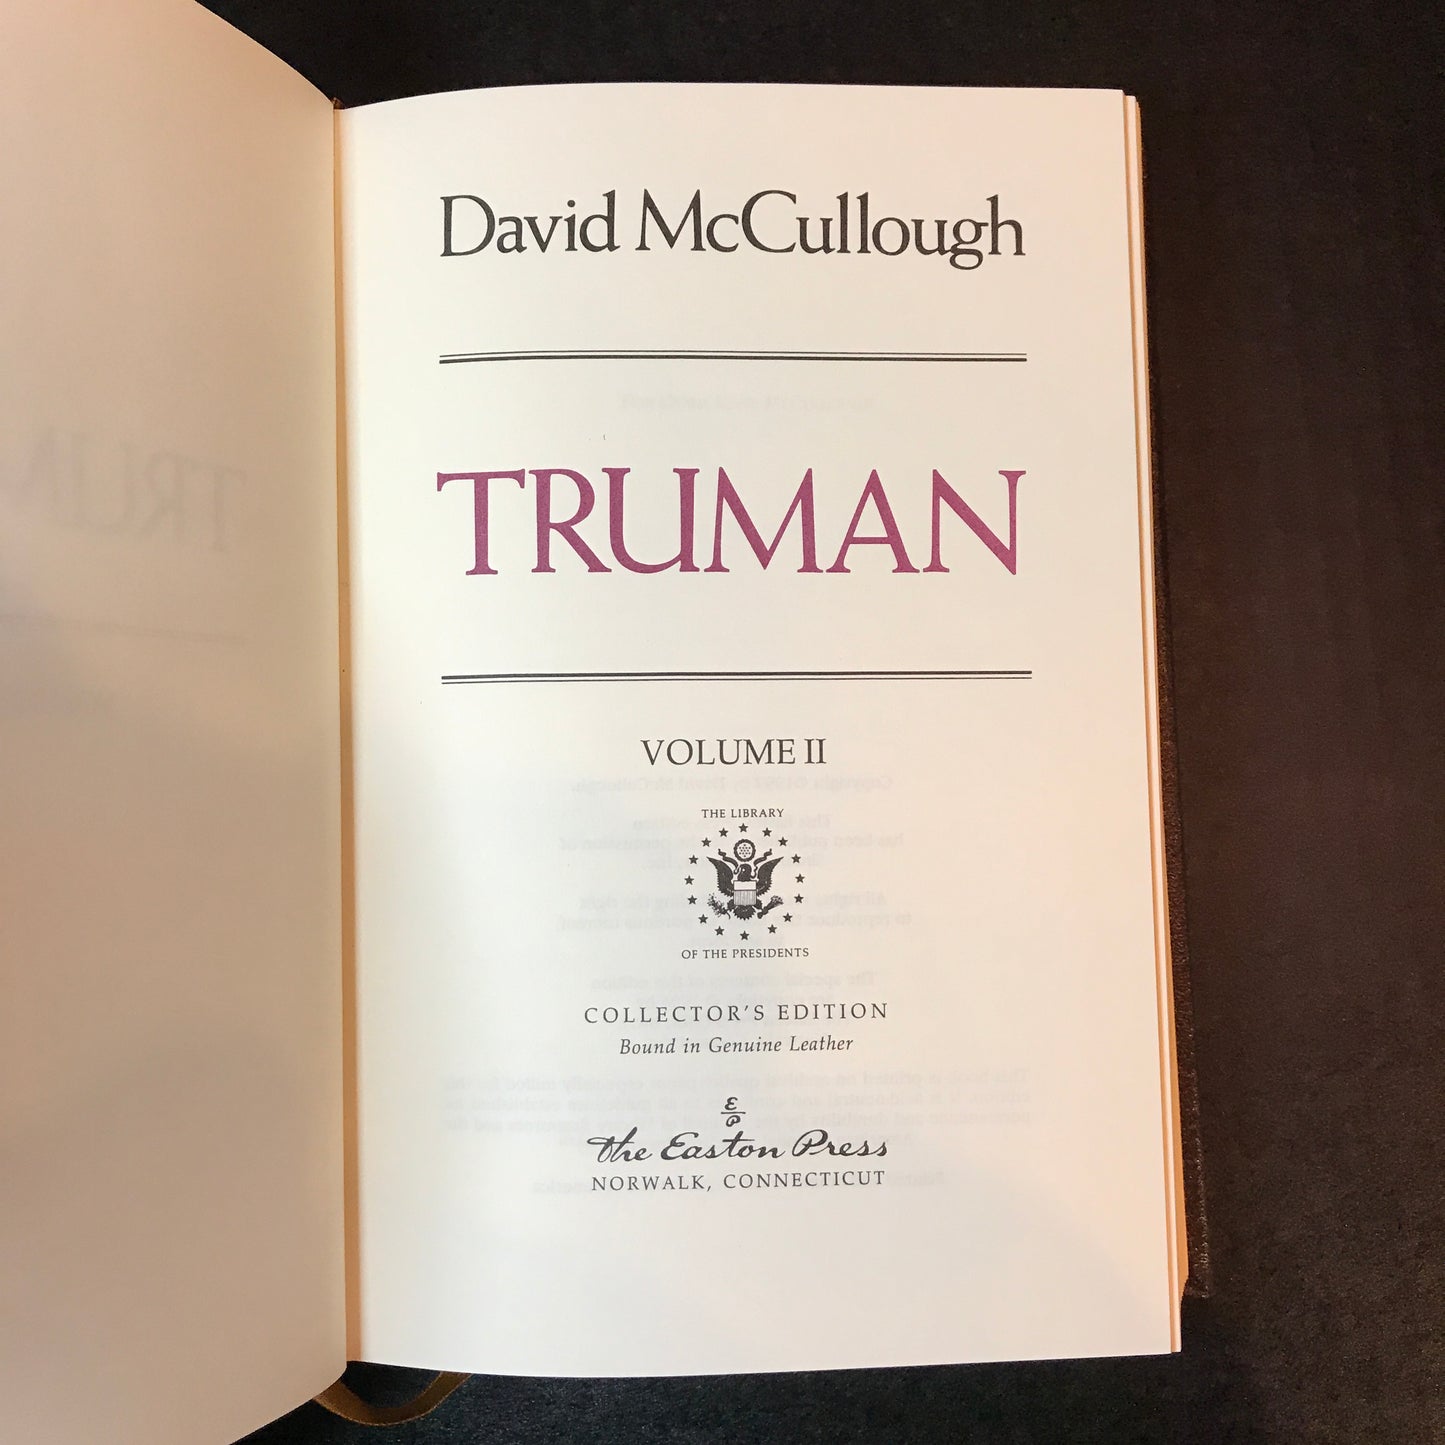 David McCullough
TRUMAN
VOLUME II
THE LIBRARY
OF THE PRESIDENTS
COLLECTOR'S EDITION
Bound in Genuine Leather
E
P
The Easton Press
NORWALK, CONNECTICUT